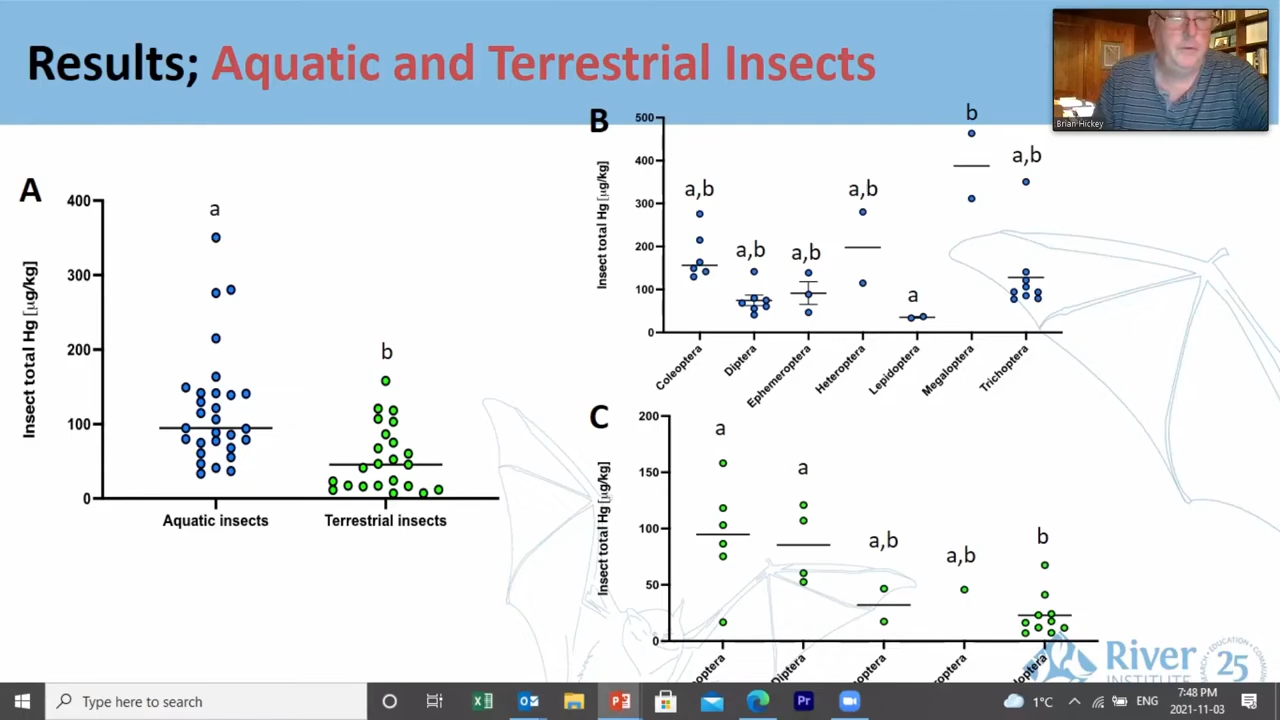 Results; Aquatic and Terrestrial Insects
Brian Hickey
A
Insect total Hg [µg/kg]
400
300
200
100
0
a
b
Aquatic insects
Terrestrial insects
B
Insect total Hg [µg/kg]
500
400
300
200
100
0
a,b
a,b
a,b
a,b
a
b
a,b
Coleoptera
Diptera
Ephemeroptera
Heteroptera
Lepidoptera
Megaloptera
Trichoptera
C
Insect total Hg [µg/kg]
200
150
100
50
0
a
a
a,b
a,b
b
Diptera
River
INSTITUTE
25
Type here to search
Pr
1°C
ENG
7:48 PM
2021-11-03